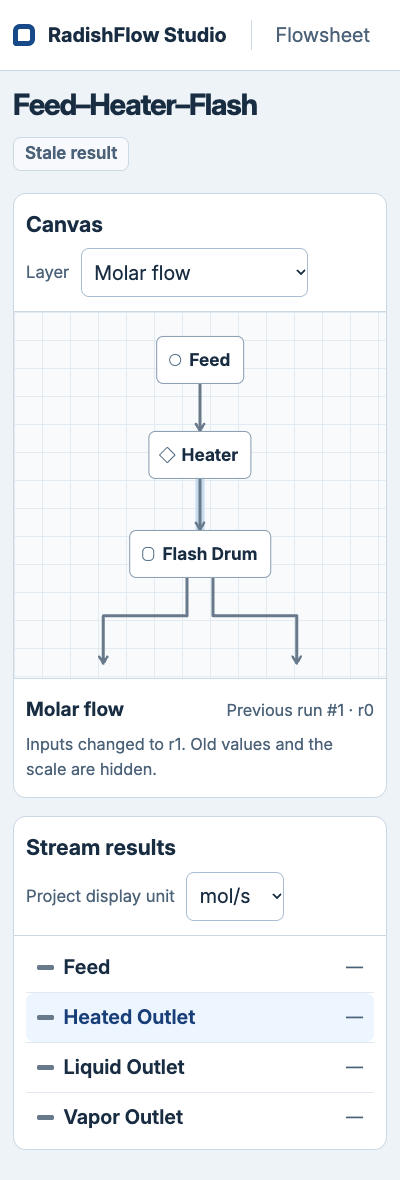 RadishFlow Studio
Flowsheet
Feed–Heater–Flash
Stale result
Canvas
Layer
Molar flow
Feed
Heater
Flash Drum
Molar flow
Previous run #1 · r0
Inputs changed to r1. Old values and the
scale are hidden.
Stream results
Project display unit
mol/s
Feed —
Heated Outlet —
Liquid Outlet —
Vapor Outlet —